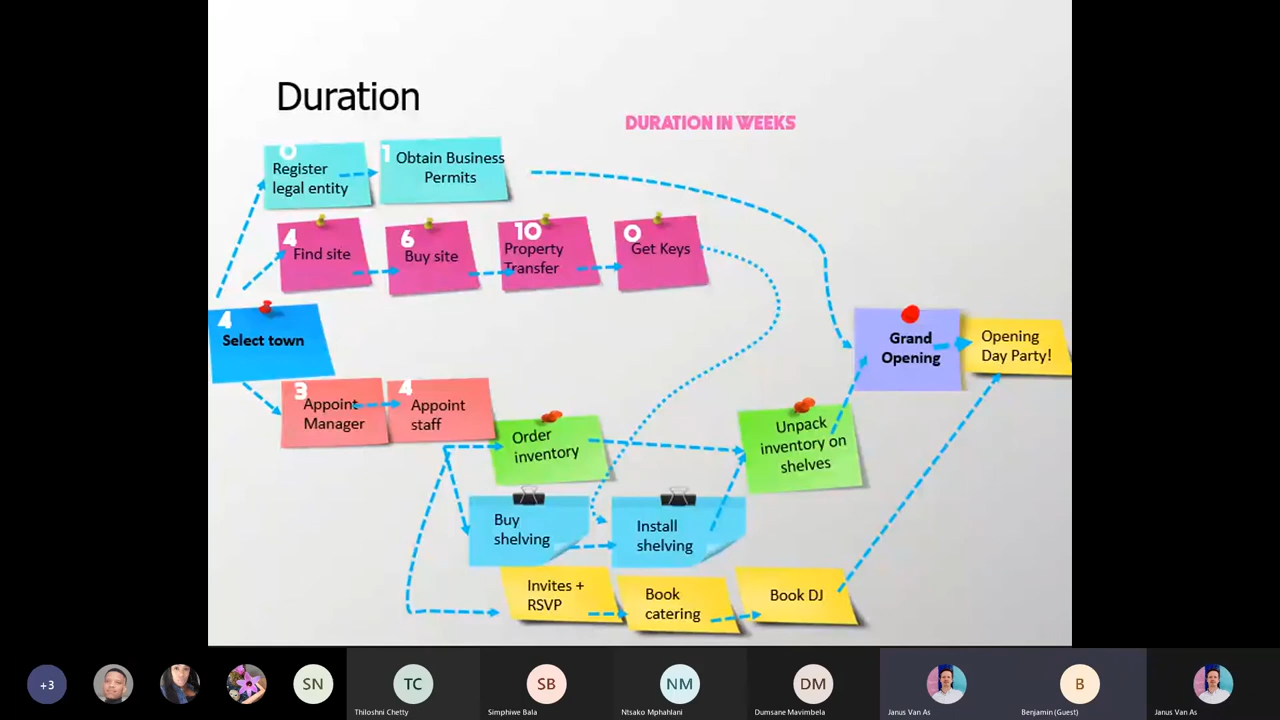 Duration
DURATION IN WEEKS
0
Register
legal entity
1
Obtain Business
Permits
4
Find site
6
Buy site
10
Property
Transfer
0
Get Keys
4
Select town
Grand
Opening
Opening
Day Party!
3
Appoint
Manager
4
Appoint
staff
Order
inventory
Unpack
inventory on
shelves
Buy
shelving
Install
shelving
Invites +
RSVP
Book
catering
Book DJ
+3
SN
TC
SB
NM
DM
B
Thiloshni Chetty
Simphiwe Bala
Ntsako Mphahlani
Dumsane Mavimbela
Janus Van As
Benjamin (Guest)
Janus Van As